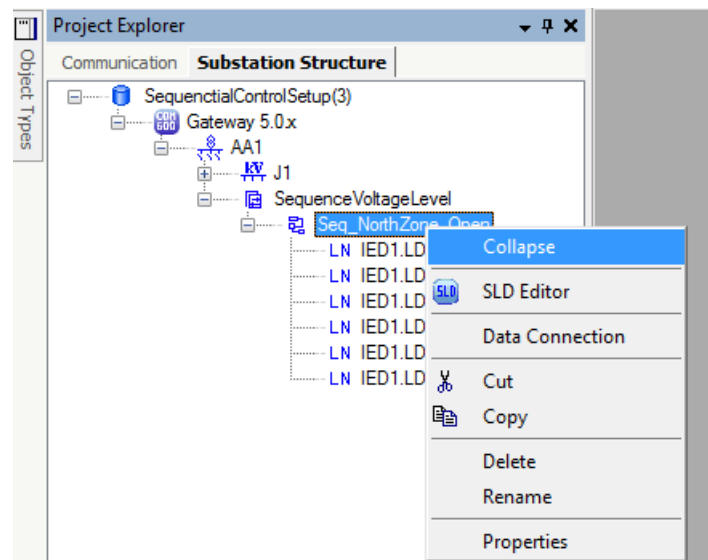 Project Explorer
Object Types
Communication Substation Structure
SequenctialControlSetup(3)
COM 600 Gateway 5.0.x
AA1
kV J1
SequenceVoltageLevel
Seq_NorthZone_Open
LN IED1.LD
LN IED1.LD
LN IED1.LD
LN IED1.LD
LN IED1.LD
LN IED1.LD
Collapse
SLD SLD Editor
Data Connection
Cut
Copy
Delete
Rename
Properties